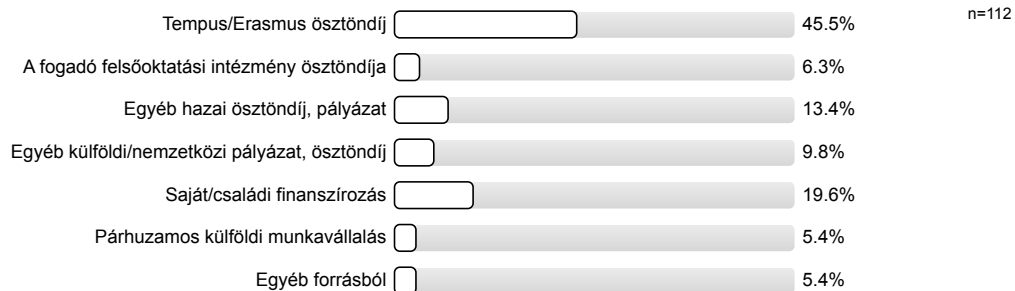 Tempus/Erasmus ösztöndíj 45.5% n=112
A fogadó felsőoktatási intézmény ösztöndíja 6.3%
Egyéb hazai ösztöndíj, pályázat 13.4%
Egyéb külföldi/nemzetközi pályázat, ösztöndíj 9.8%
Saját/családi finanszírozás 19.6%
Párhuzamos külföldi munkavállalás 5.4%
Egyéb forrásból 5.4%